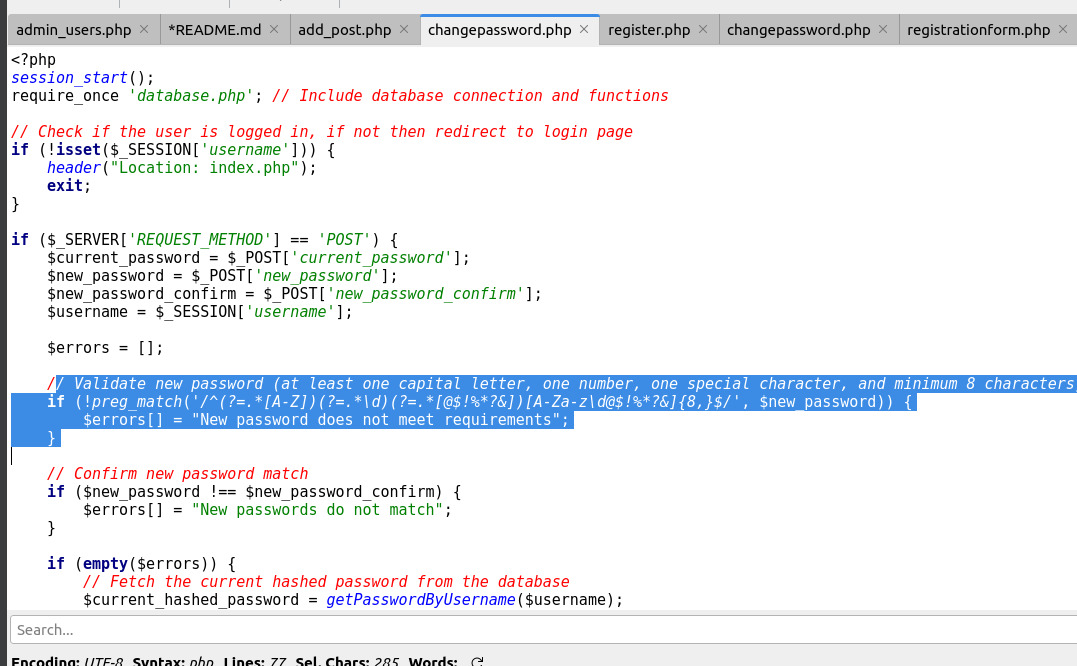 admin_users.php × *README.md × add_post.php × changepassword.php × register.php × changepassword.php × registrationform.php ×
<?php
session_start();
require_once 'database.php'; // Include database connection and functions
// Check if the user is logged in, if not then redirect to login page
if (!isset($_SESSION['username'])) {
    header("Location: index.php");
    exit;
}
if ($_SERVER['REQUEST_METHOD'] == 'POST') {
    $current_password = $_POST['current_password'];
    $new_password = $_POST['new_password'];
    $new_password_confirm = $_POST['new_password_confirm'];
    $username = $_SESSION['username'];
    $errors = [];
    // Validate new password (at least one capital letter, one number, one special character, and minimum 8 characters
    if (!preg_match('/^(?=.*[A-Z])(?=.*\d)(?=.*[@$!%*?&])[A-Za-z\d@$!%*?&]{8,}$/', $new_password)) {
        $errors[] = "New password does not meet requirements";
    }
    // Confirm new password match
    if ($new_password !== $new_password_confirm) {
        $errors[] = "New passwords do not match";
    }
    if (empty($errors)) {
        // Fetch the current hashed password from the database
        $current_hashed_password = getPasswordByUsername($username);
Search...
Encoding: UTF-8 Syntax: php Lines: 77 Sel. Chars: 285 Words: